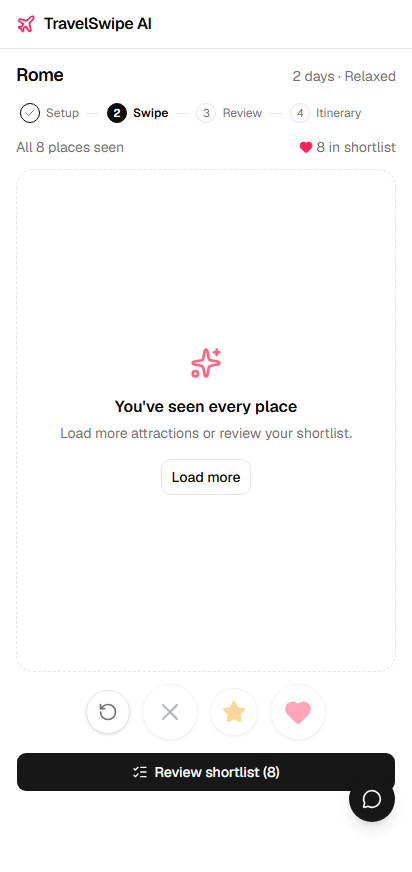 TravelSwipe AI
Rome
2 days · Relaxed
Setup
2 Swipe
3 Review
4 Itinerary
All 8 places seen
8 in shortlist
You've seen every place
Load more attractions or review your shortlist.
Load more
Review shortlist (8)